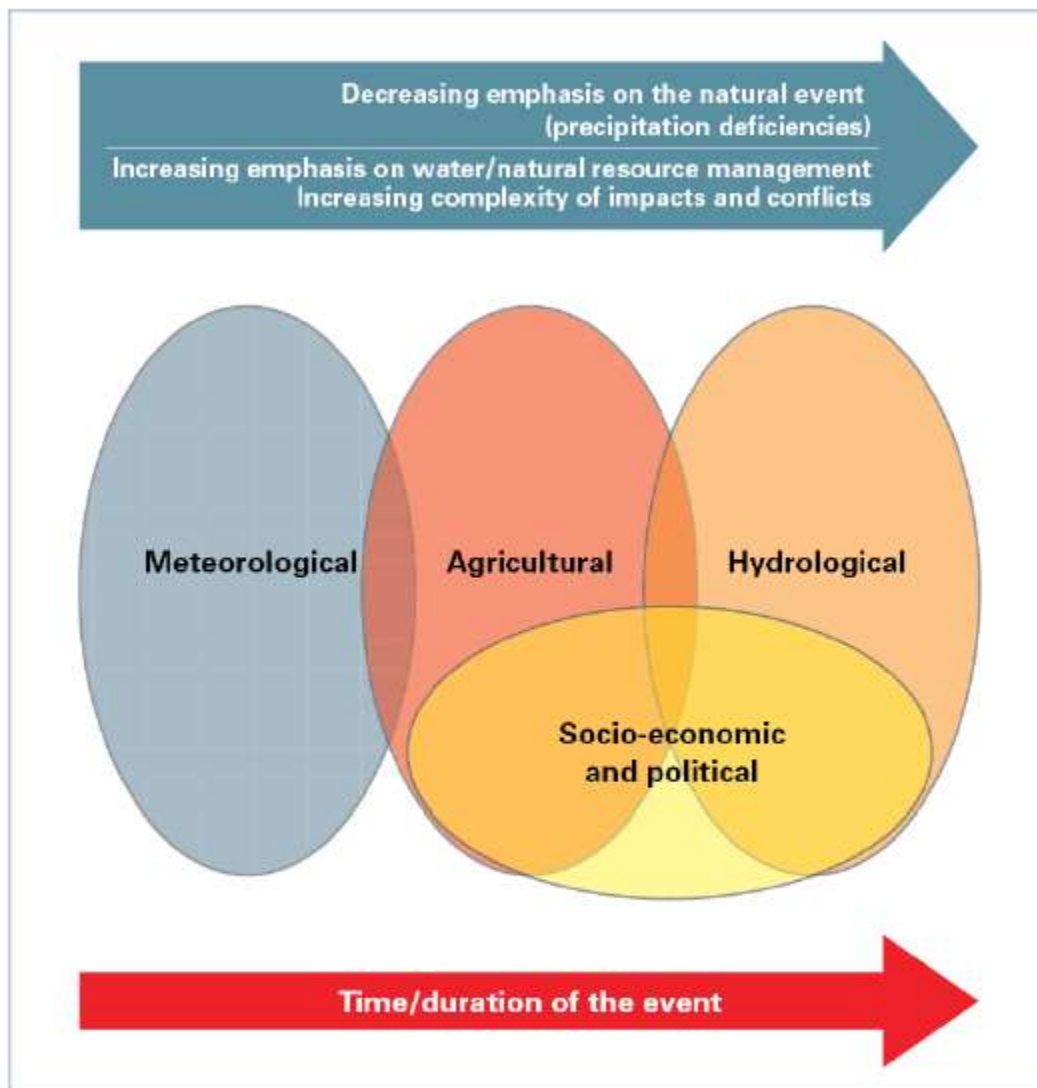 Decreasing emphasis on the natural event
(precipitation deficiencies)
Increasing emphasis on water/natural resource management
Increasing complexity of impacts and conflicts
Meteorological
Agricultural
Hydrological
Socio-economic
and political
Time/duration of the event